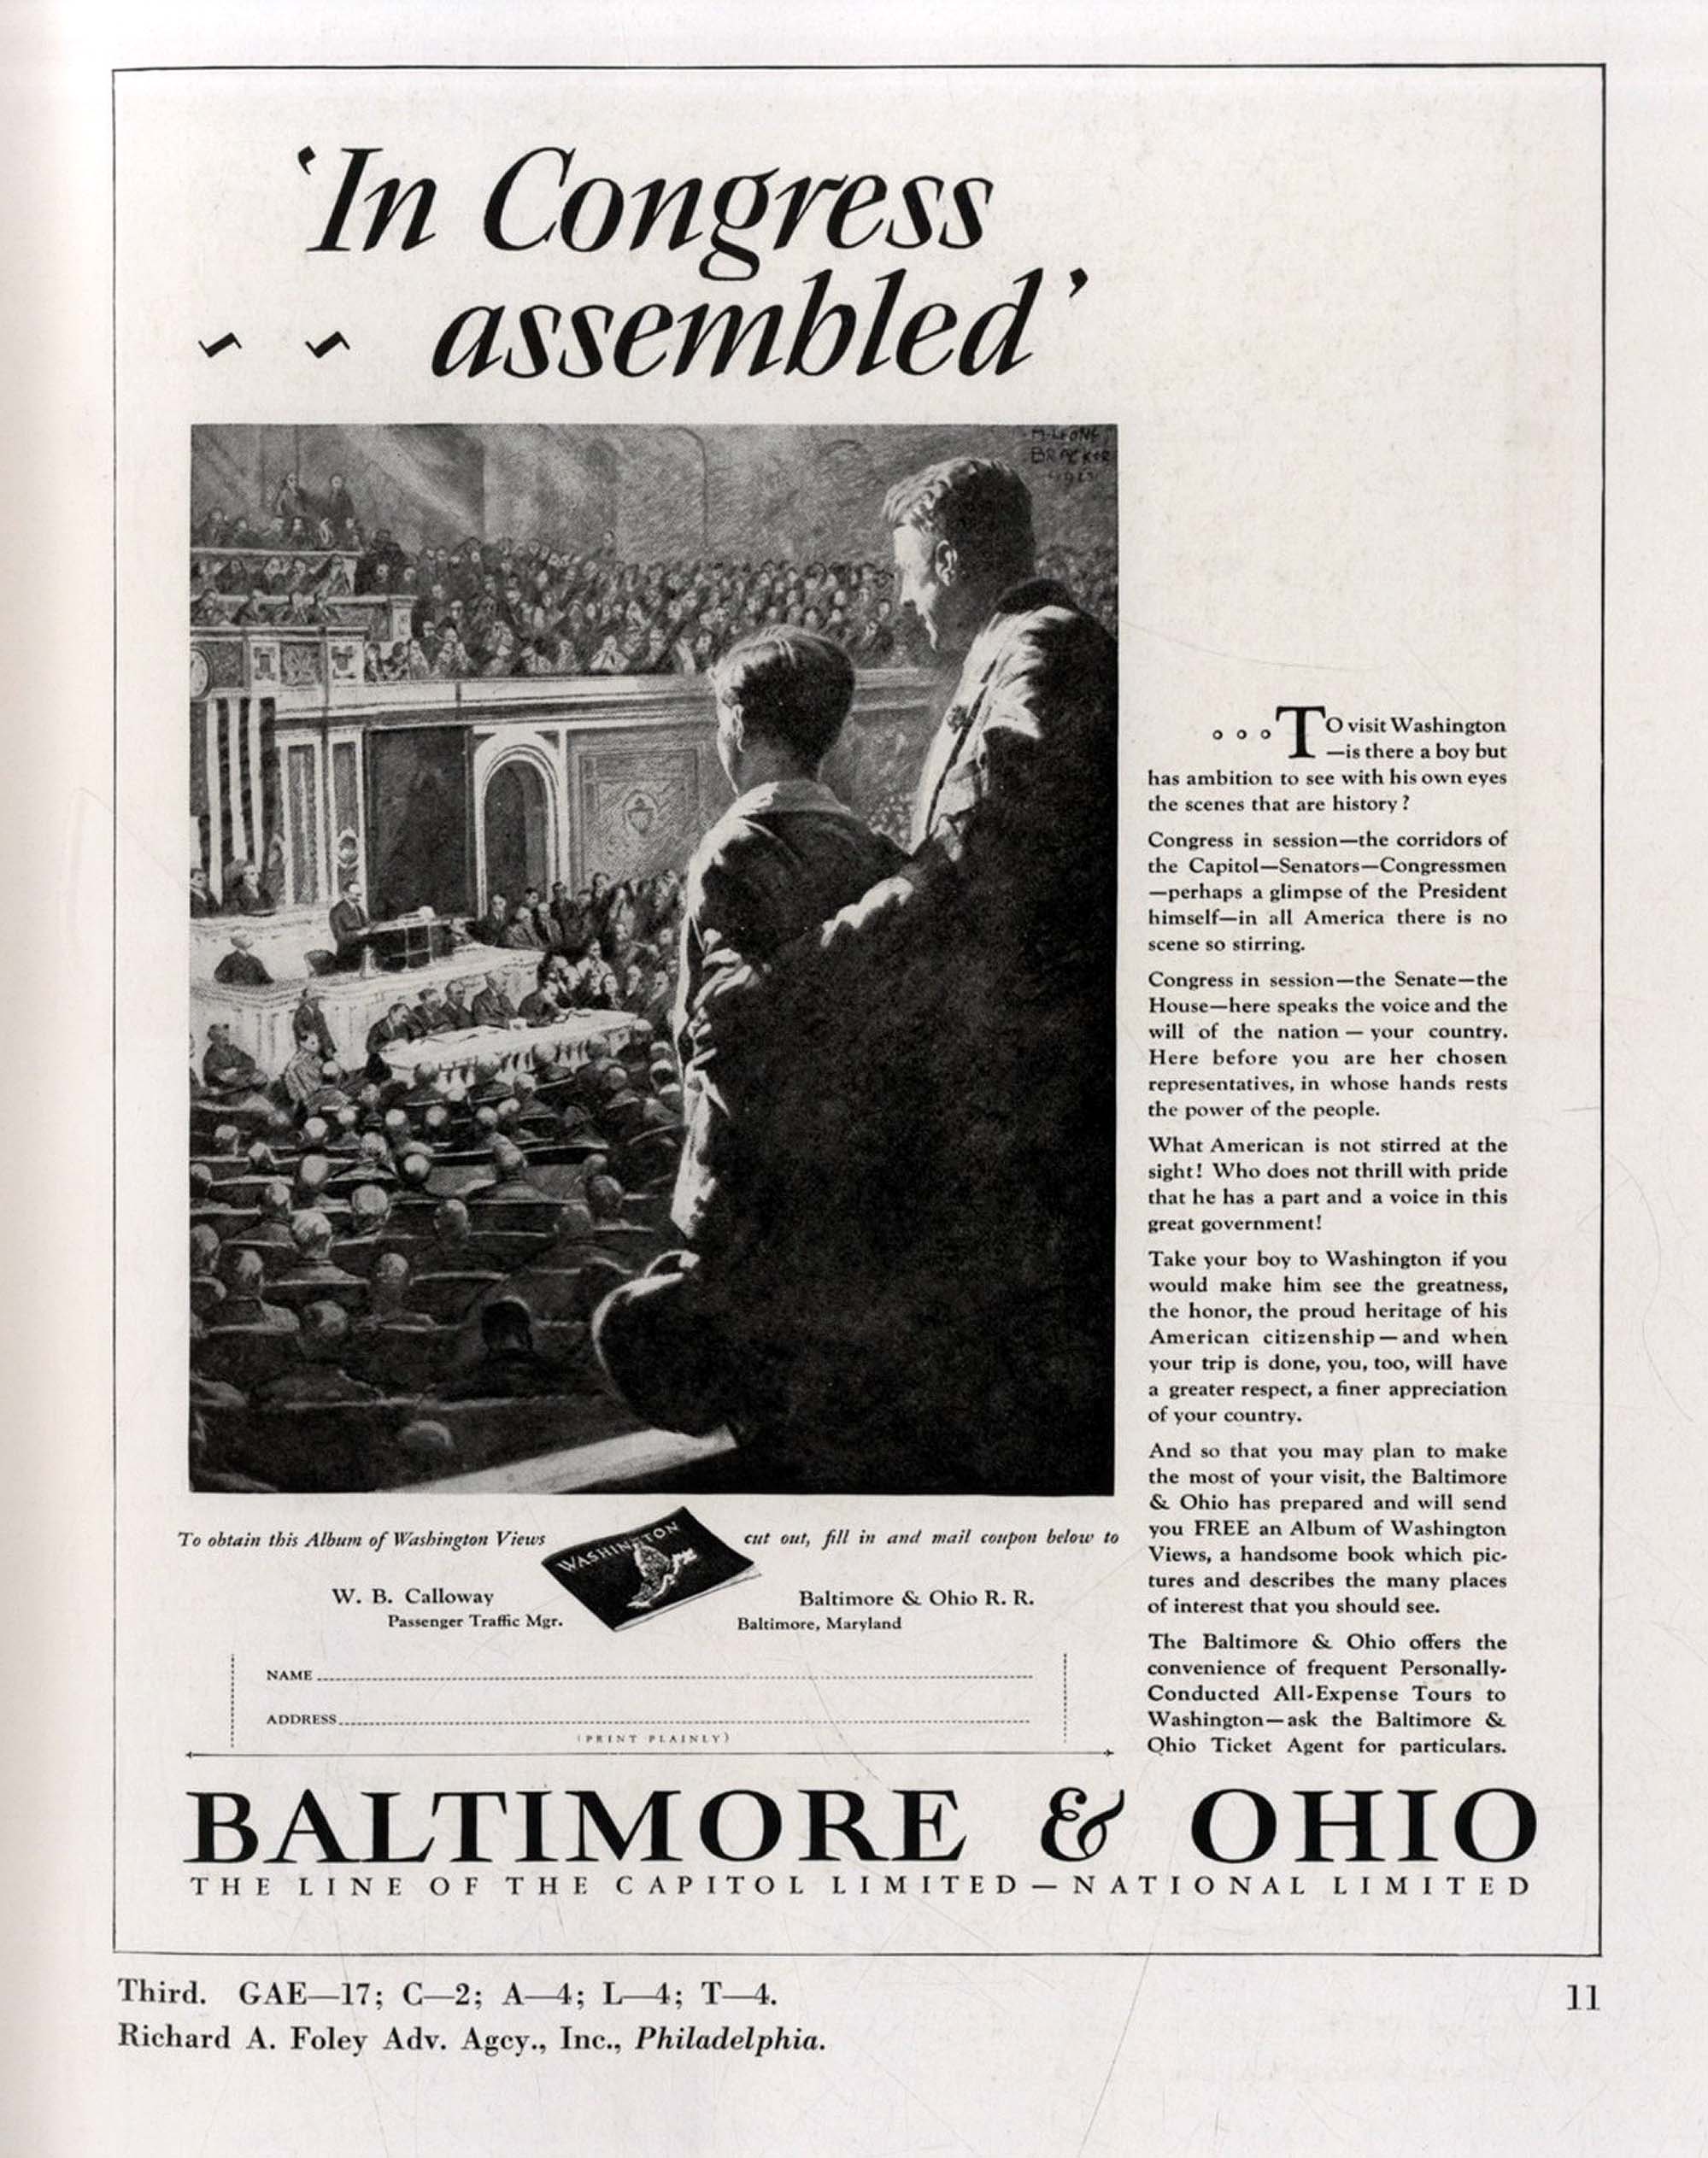 ‘In Congress
assembled’
M. LEONE
BRACKER
. . . TO visit Washington
—is there a boy but
has ambition to see with his own eyes
the scenes that are history?
Congress in session—the corridors of
the Capitol—Senators—Congressmen
—perhaps a glimpse of the President
himself—in all America there is no
scene so stirring.
Congress in session—the Senate—the
House—here speaks the voice and the
will of the nation — your country.
Here before you are her chosen
representatives, in whose hands rests
the power of the people.
What American is not stirred at the
sight! Who does not thrill with pride
that he has a part and a voice in this
great government!
Take your boy to Washington if you
would make him see the greatness,
the honor, the proud heritage of his
American citizenship — and when
your trip is done, you, too, will have
a greater respect, a finer appreciation
of your country.
And so that you may plan to make
the most of your visit, the Baltimore
& Ohio has prepared and will send
you FREE an Album of Washington
Views, a handsome book which pic-
tures and describes the many places
of interest that you should see.
The Baltimore & Ohio offers the
convenience of frequent Personally-
Conducted All-Expense Tours to
Washington—ask the Baltimore &
Ohio Ticket Agent for particulars.
To obtain this Album of Washington Views
WASHINGTON
cut out, fill in and mail coupon below to
W. B. Calloway
Passenger Traffic Mgr.
Baltimore & Ohio R. R.
Baltimore, Maryland
NAME
ADDRESS
(PRINT PLAINLY)
BALTIMORE & OHIO
THE LINE OF THE CAPITOL LIMITED—NATIONAL LIMITED
Third. GAE—17; C—2; A—4; L—4; T—4.
Richard A. Foley Adv. Agcy., Inc., Philadelphia.
11